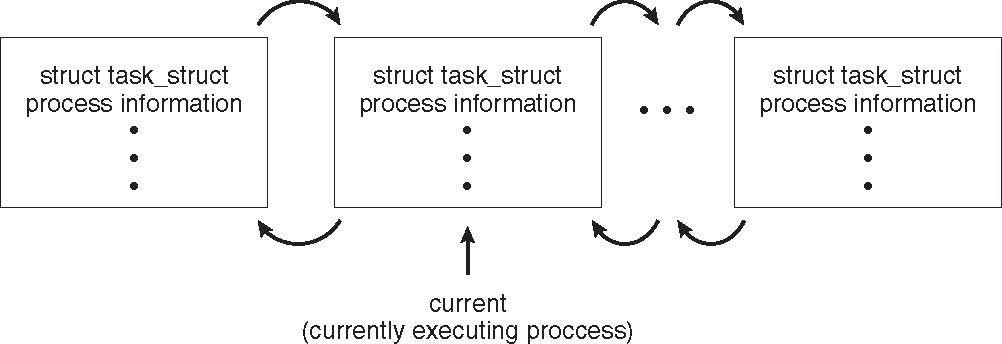 struct task_struct
process information
struct task_struct
process information
struct task_struct
process information
current
(currently executing proccess)